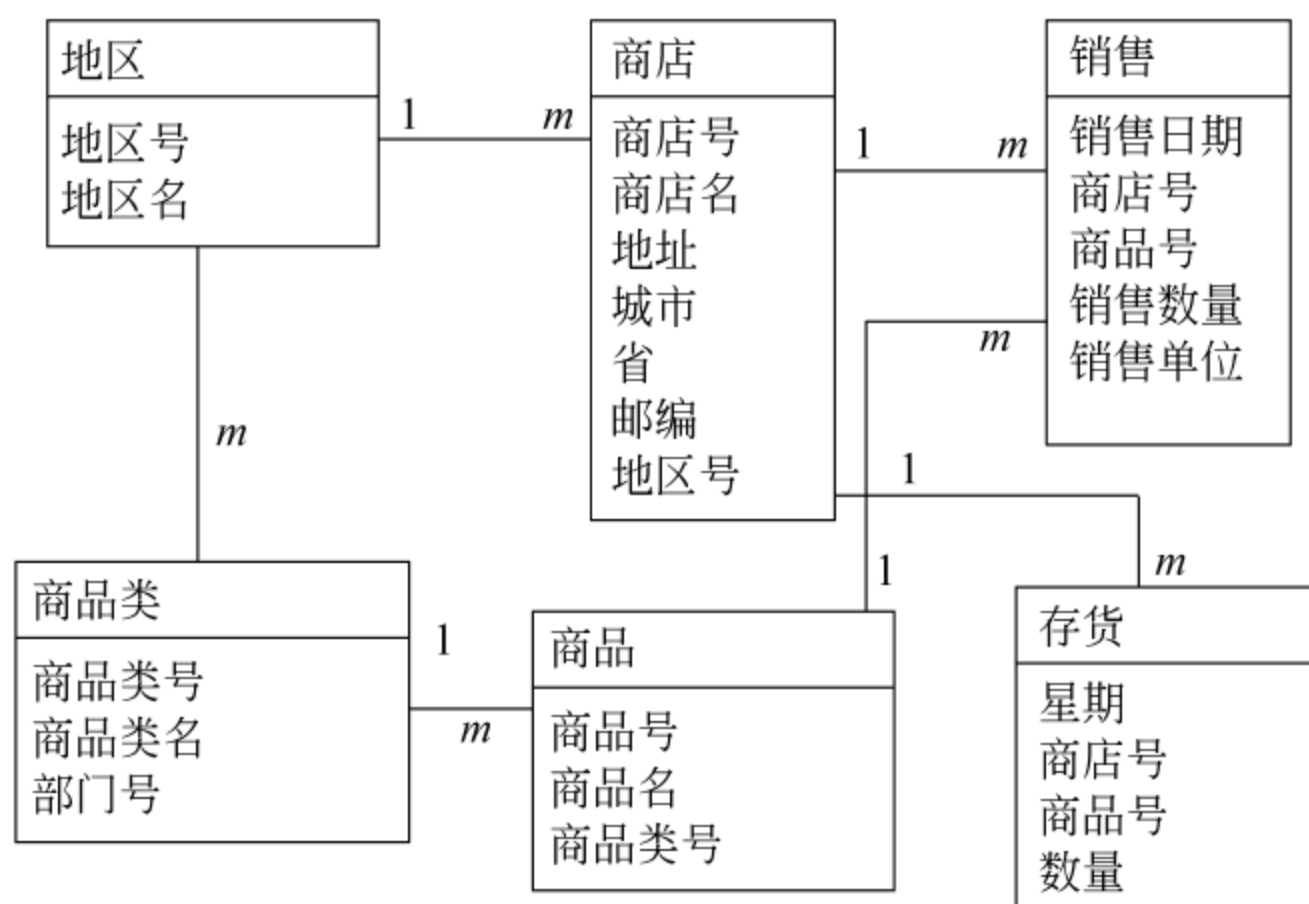 地区
地区号
地区名
1
m
商店
商店号
商店名
地址
城市
省
邮编
地区号
1
m
销售
销售日期
商店号
商品号
销售数量
销售单位
m
m
1
1
m
商品类
商品类号
商品类名
部门号
1
m
商品
商品号
商品名
商品类号
存货
星期
商店号
商品号
数量